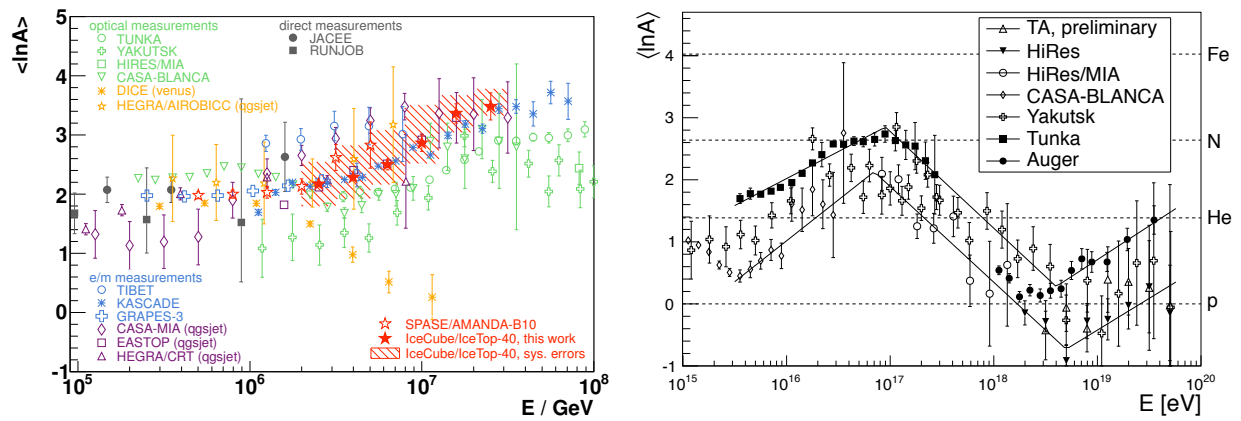 <lnA>
5
4
3
2
1
0
-1
optical measurements
TUNKA
YAKUTSK
HIRES/MIA
CASA-BLANCA
DICE (venus)
HEGRA/AIROBICC (qgsjet)
direct measurements
JACEE
RUNJOB
e/m measurements
TIBET
KASCADE
GRAPES-3
CASA-MIA (qgsjet)
EASTOP (qgsjet)
HEGRA/CRT (qgsjet)
SPASE/AMANDA-B10
IceCube/IceTop-40, this work
IceCube/IceTop-40, sys. errors
10^5 10^6 10^7 10^8
E / GeV
⟨lnA⟩
4
3
2
1
0
-1
TA, preliminary
HiRes
HiRes/MIA
CASA-BLANCA
Yakutsk
Tunka
Auger
Fe
N
He
p
10^15 10^16 10^17 10^18 10^19 10^20
E [eV]